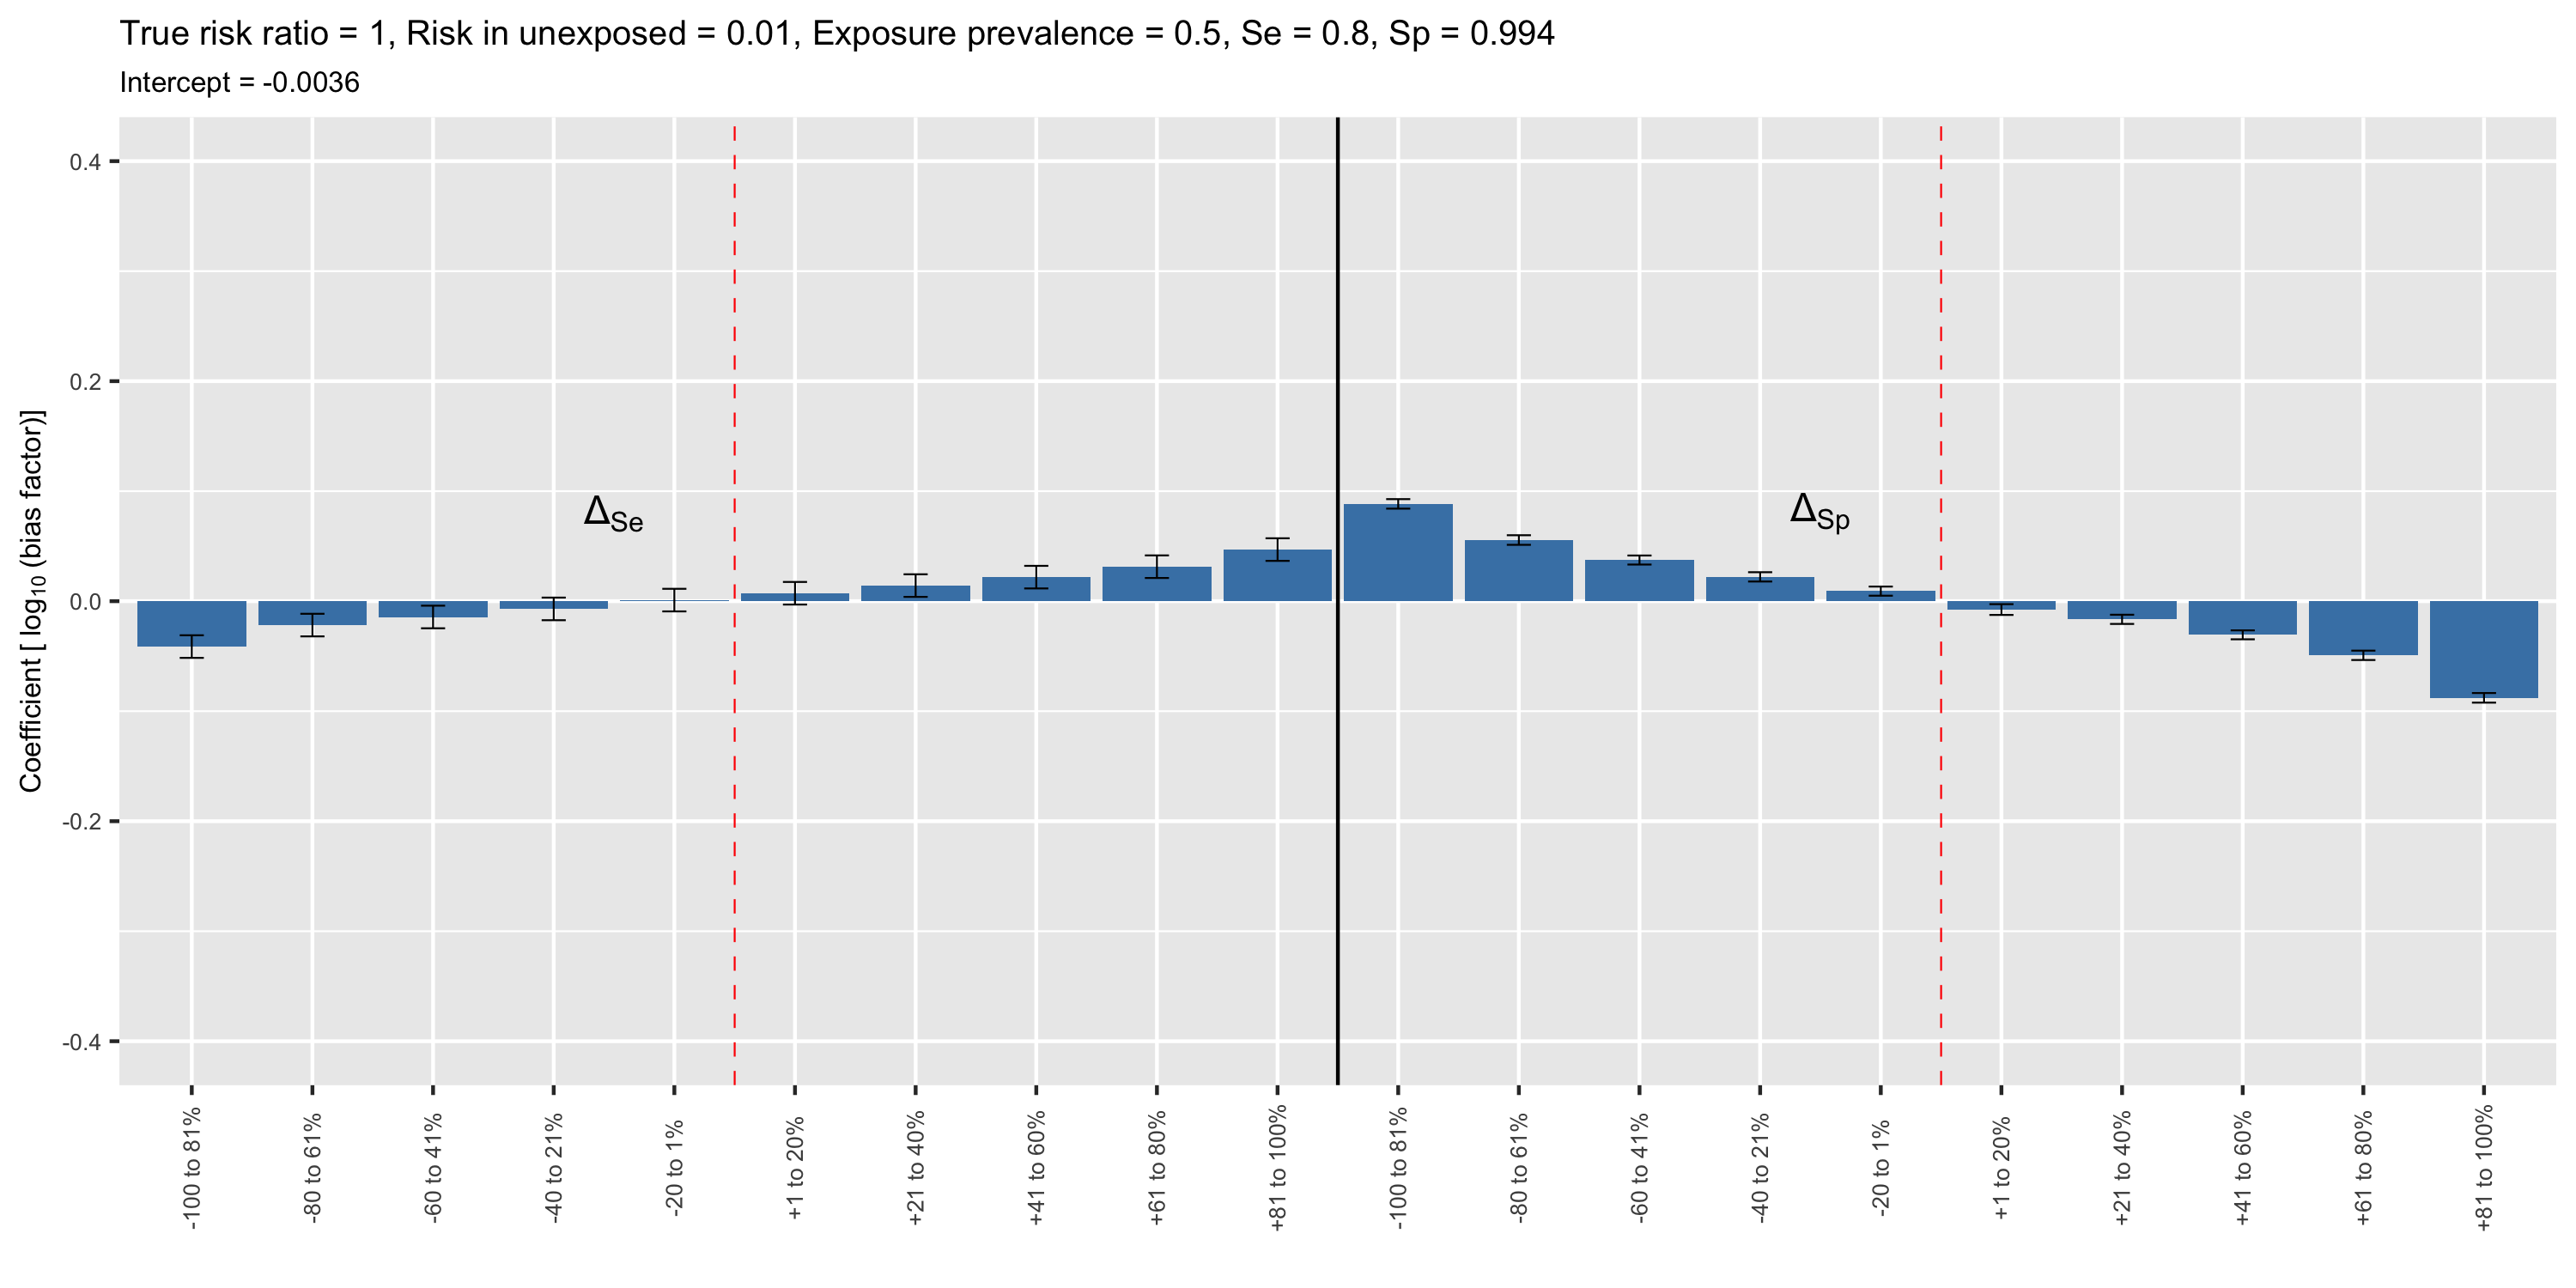 True risk ratio = 1, Risk in unexposed = 0.01, Exposure prevalence = 0.5, Se = 0.8, Sp = 0.994
Intercept = -0.0036
Coefficient [ log10 (bias factor)]
0.4
0.2
0.0
-0.2
-0.4
ΔSe
ΔSp
-100 to 81%
-80 to 61%
-60 to 41%
-40 to 21%
-20 to 1%
+1 to 20%
+21 to 40%
+41 to 60%
+61 to 80%
+81 to 100%
-100 to 81%
-80 to 61%
-60 to 41%
-40 to 21%
-20 to 1%
+1 to 20%
+21 to 40%
+41 to 60%
+61 to 80%
+81 to 100%